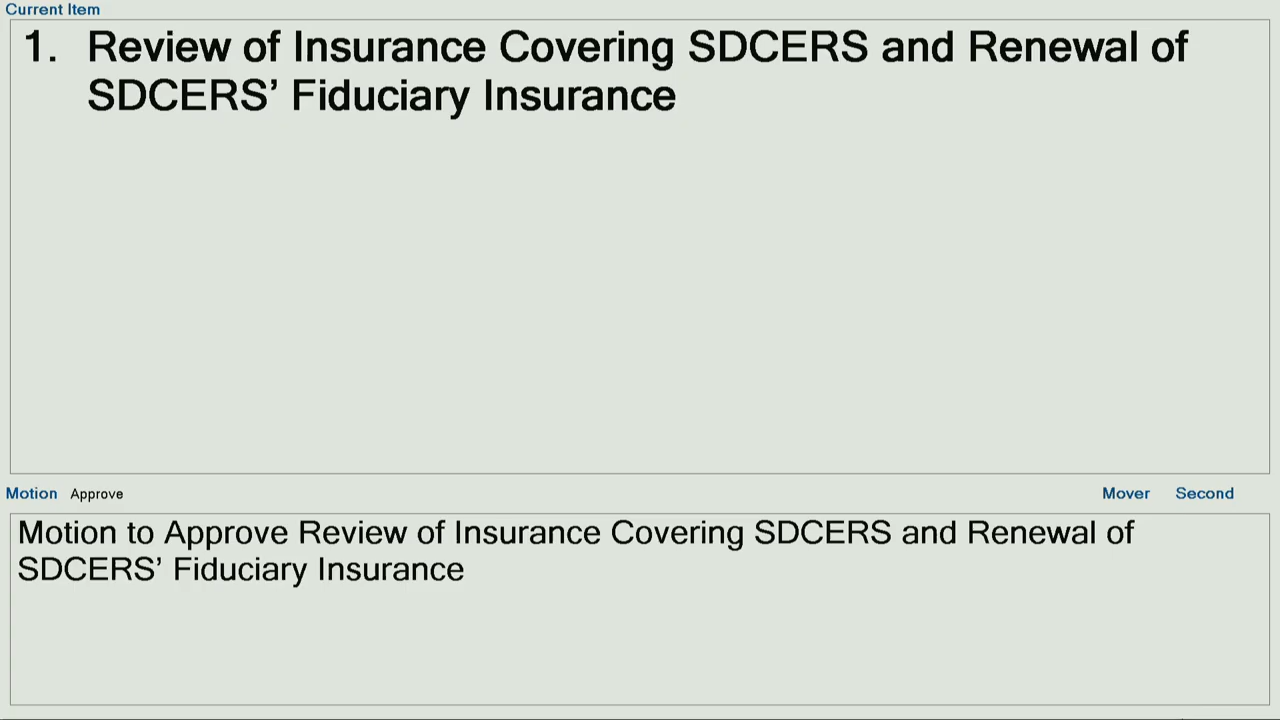 Current Item
1. Review of Insurance Covering SDCERS and Renewal of
SDCERS’ Fiduciary Insurance
Motion Approve Mover Second
Motion to Approve Review of Insurance Covering SDCERS and Renewal of
SDCERS’ Fiduciary Insurance